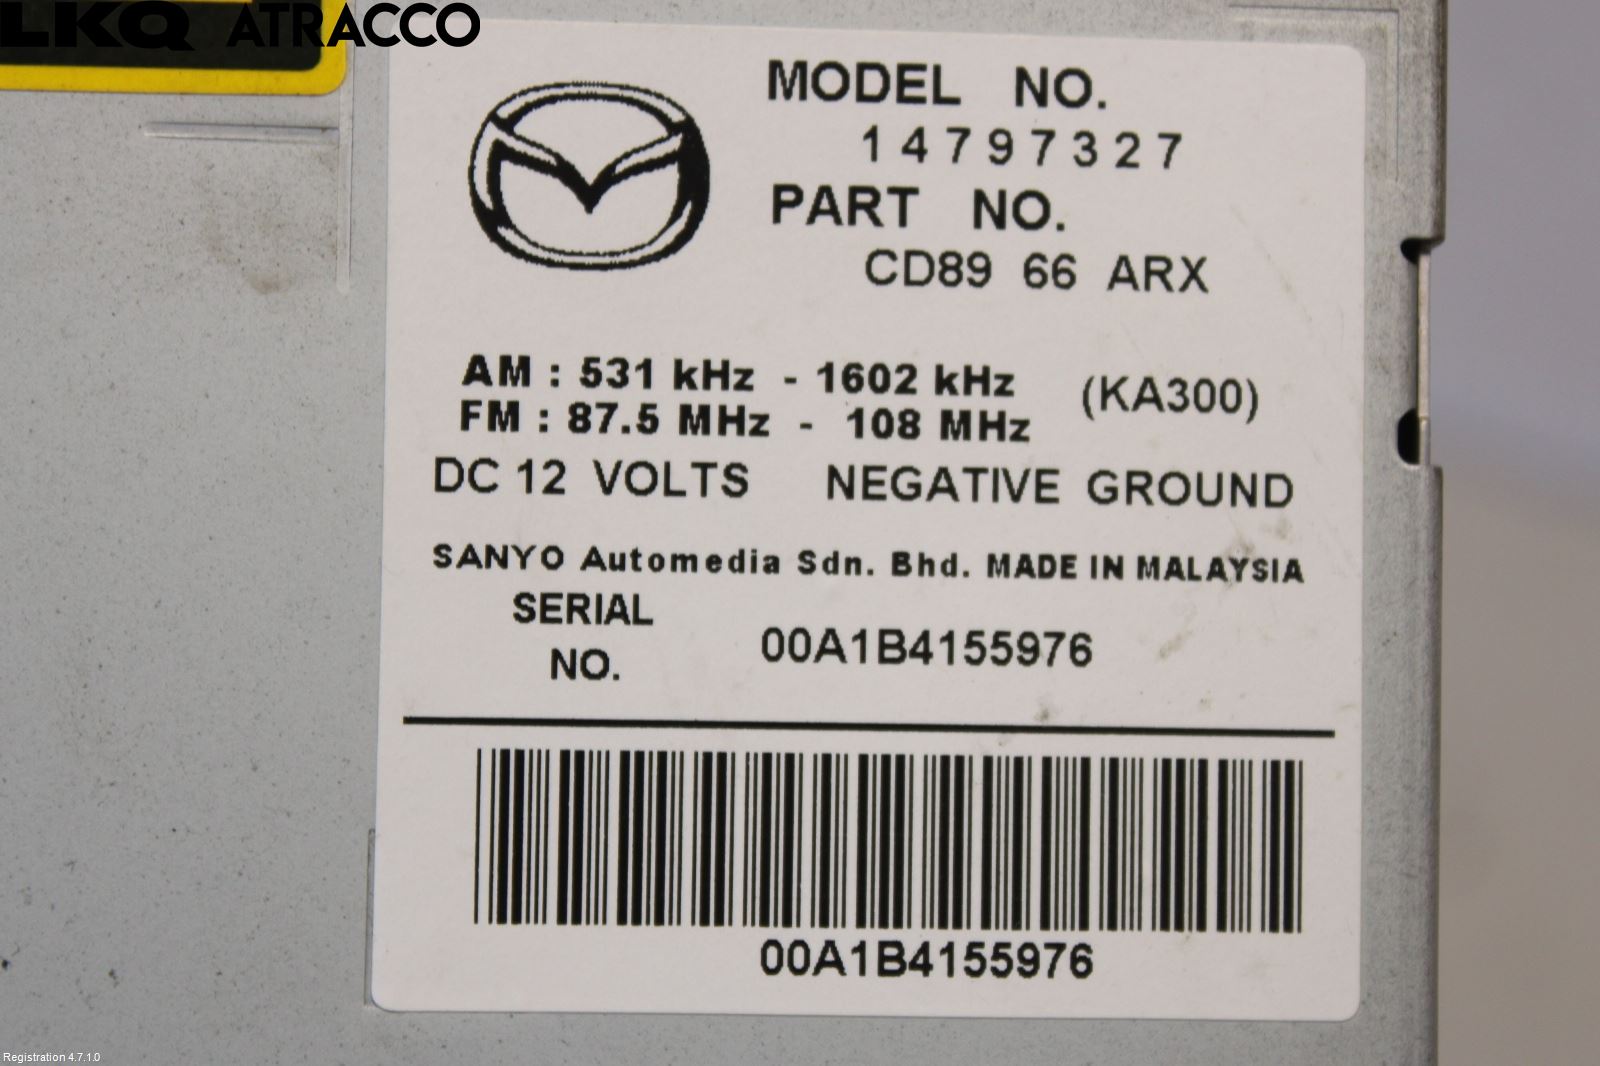 LKQ ATRACCO
MODEL NO.
14797327
PART NO.
CD89 66 ARX
AM : 531 kHz - 1602 kHz (KA300)
FM : 87.5 MHz - 108 MHz
DC 12 VOLTS NEGATIVE GROUND
SANYO Automedia Sdn. Bhd. MADE IN MALAYSIA
SERIAL
NO. 00A1B4155976
00A1B4155976
Registration 4.7.1.0